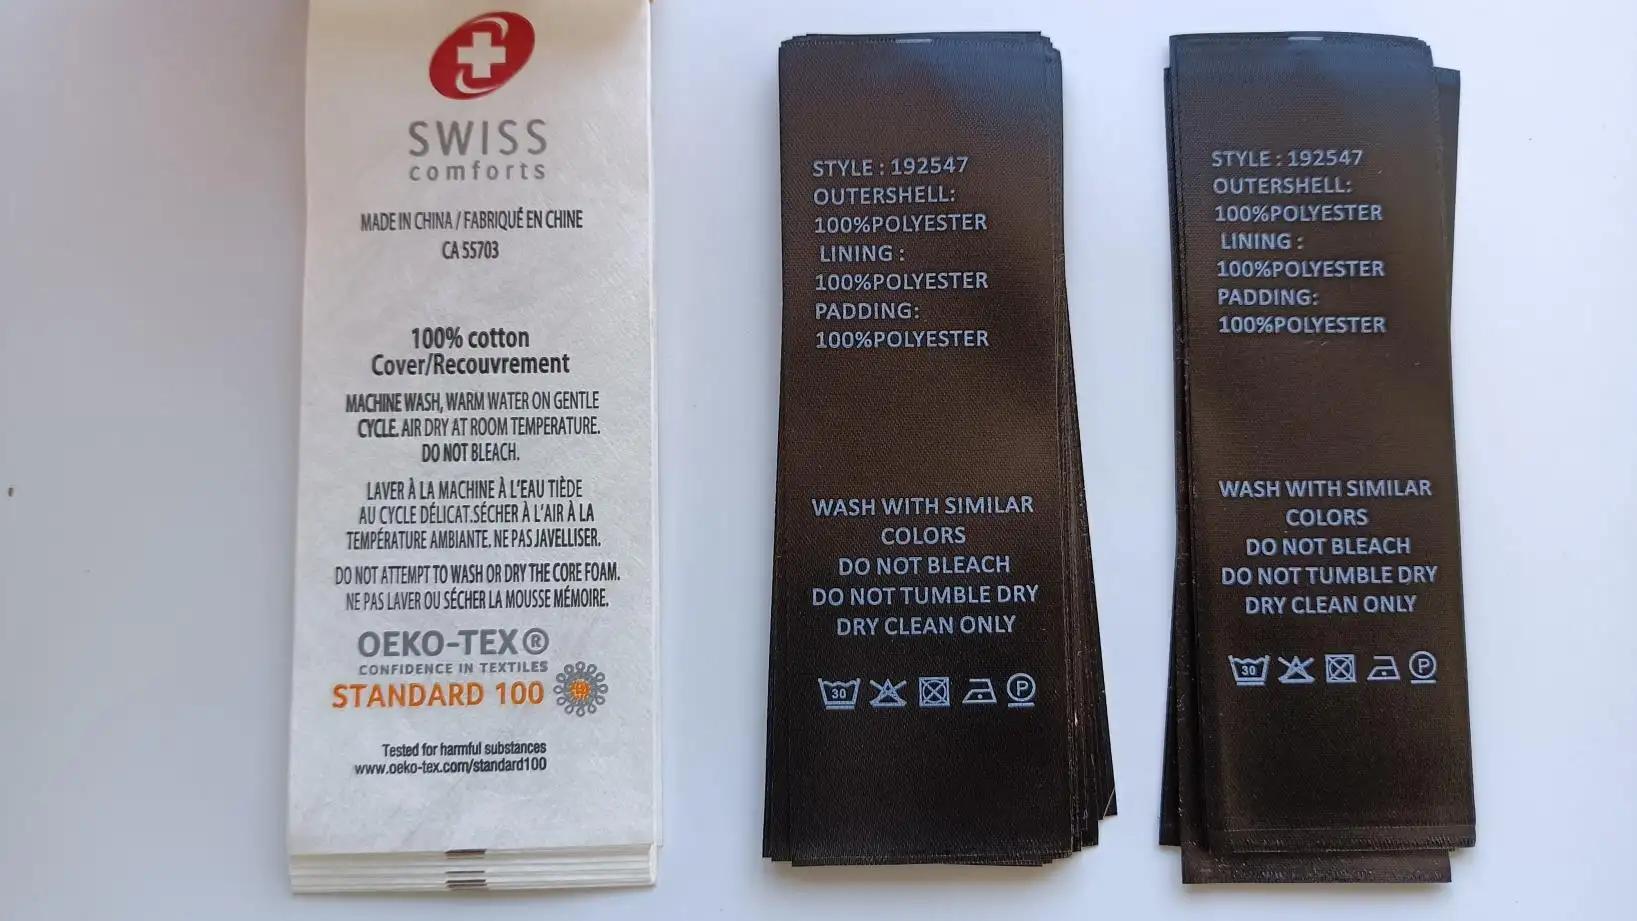 SWISS
comforts
MADE IN CHINA / FABRIQUÉ EN CHINE
CA 55703
100% cotton
Cover/Recouvrement
MACHINE WASH, WARM WATER ON GENTLE
CYCLE. AIR DRY AT ROOM TEMPERATURE.
DO NOT BLEACH.
LAVER À LA MACHINE À L'EAU TIÈDE
AU CYCLE DÉLICAT.SÉCHER À L'AIR À LA
TEMPÉRATURE AMBIANTE. NE PAS JAVELLISER.
DO NOT ATTEMPT TO WASH OR DRY THE CORE FOAM.
NE PAS LAVER OU SÉCHER LA MOUSSE MÉMOIRE.
OEKO-TEX®
CONFIDENCE IN TEXTILES
STANDARD 100
Tested for harmful substances
www.oeko-tex.com/standard100
STYLE : 192547
OUTERSHELL:
100%POLYESTER
LINING :
100%POLYESTER
PADDING:
100%POLYESTER
WASH WITH SIMILAR
COLORS
DO NOT BLEACH
DO NOT TUMBLE DRY
DRY CLEAN ONLY
30 P
STYLE : 192547
OUTERSHELL:
100%POLYESTER
LINING :
100%POLYESTER
PADDING:
100%POLYESTER
WASH WITH SIMILAR
COLORS
DO NOT BLEACH
DO NOT TUMBLE DRY
DRY CLEAN ONLY
30 P